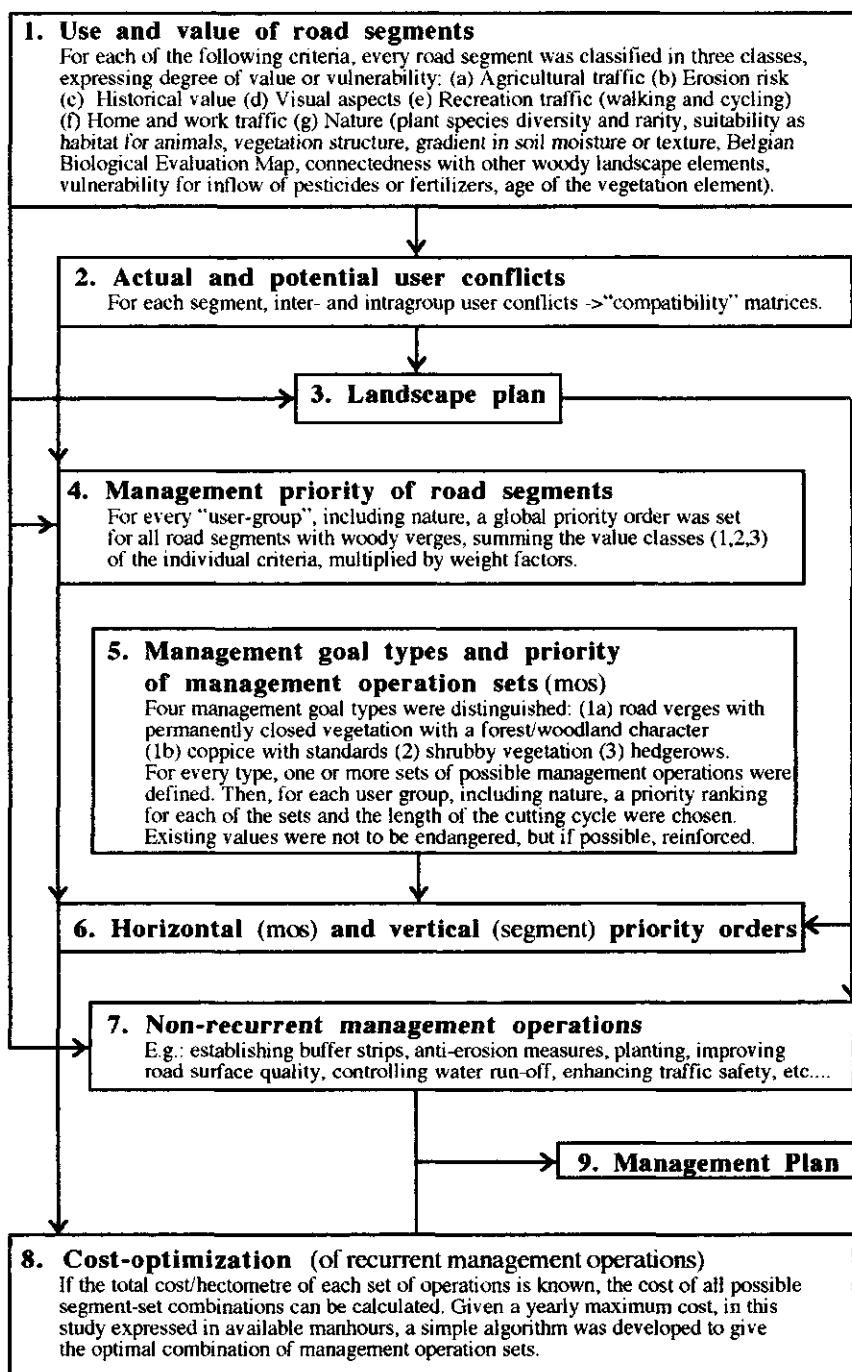 1. Use and value of road segments
For each of the following criteria, every road segment was classified in three classes,
expressing degree of value or vulnerability: (a) Agricultural traffic (b) Erosion risk
(c) Historical value (d) Visual aspects (e) Recreation traffic (walking and cycling)
(f) Home and work traffic (g) Nature (plant species diversity and rarity, suitability as
habitat for animals, vegetation structure, gradient in soil moisture or texture, Belgian
Biological Evaluation Map, connectedness with other woody landscape elements,
vulnerability for inflow of pesticides or fertilizers, age of the vegetation element).
2. Actual and potential user conflicts
For each segment, inter- and intragroup user conflicts ->"compatibility" matrices.
3. Landscape plan
4. Management priority of road segments
For every "user-group", including nature, a global priority order was set
for all road segments with woody verges, summing the value classes (1,2,3)
of the individual criteria, multiplied by weight factors.
5. Management goal types and priority
of management operation sets (mos)
Four management goal types were distinguished: (1a) road verges with
permanently closed vegetation with a forest/woodland character
(1b) coppice with standards (2) shrubby vegetation (3) hedgerows.
For every type, one or more sets of possible management operations were
defined. Then, for each user group, including nature, a priority ranking
for each of the sets and the length of the cutting cycle were chosen.
Existing values were not to be endangered, but if possible, reinforced.
6. Horizontal (mos) and vertical (segment) priority orders
7. Non-recurrent management operations
E.g.: establishing buffer strips, anti-erosion measures, planting, improving
road surface quality, controlling water run-off, enhancing traffic safety, etc....
9. Management Plan
8. Cost-optimization (of recurrent management operations)
If the total cost/hectometre of each set of operations is known, the cost of all possible
segment-set combinations can be calculated. Given a yearly maximum cost, in this
study expressed in available manhours, a simple algorithm was developed to give
the optimal combination of management operation sets.